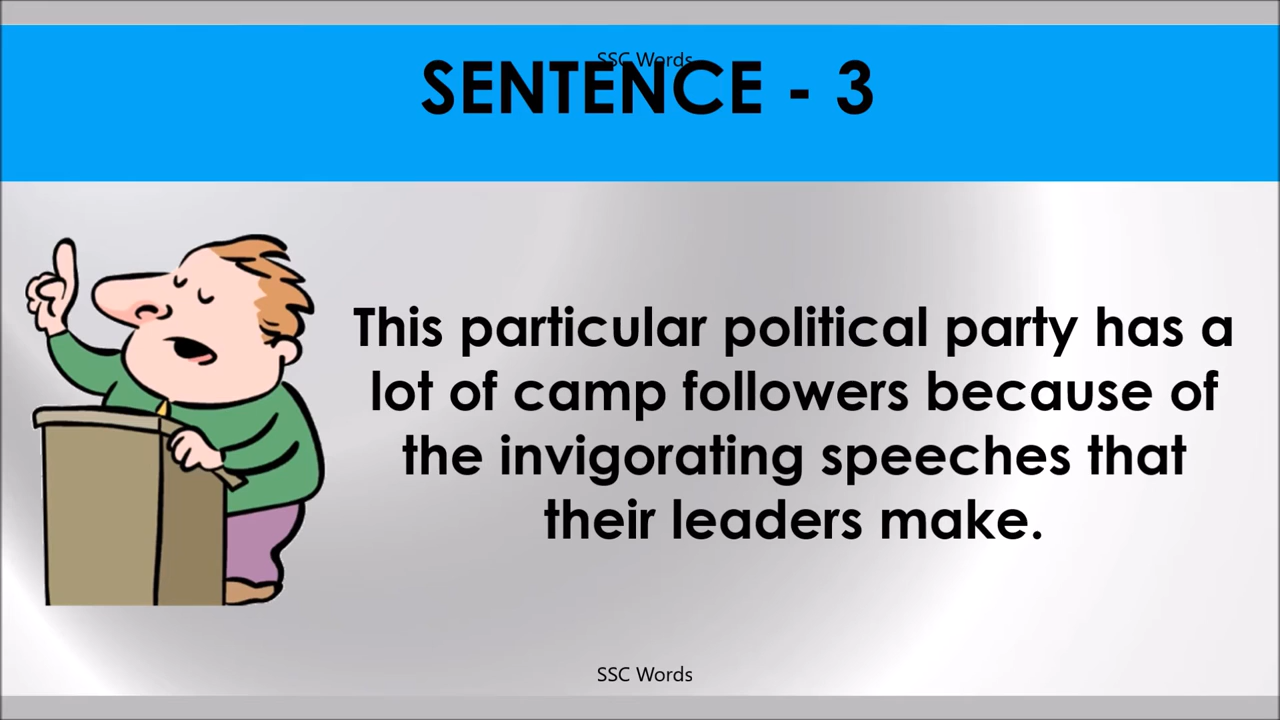 SSC Words
SENTENCE - 3
This particular political party has a
lot of camp followers because of
the invigorating speeches that
their leaders make.
SSC Words